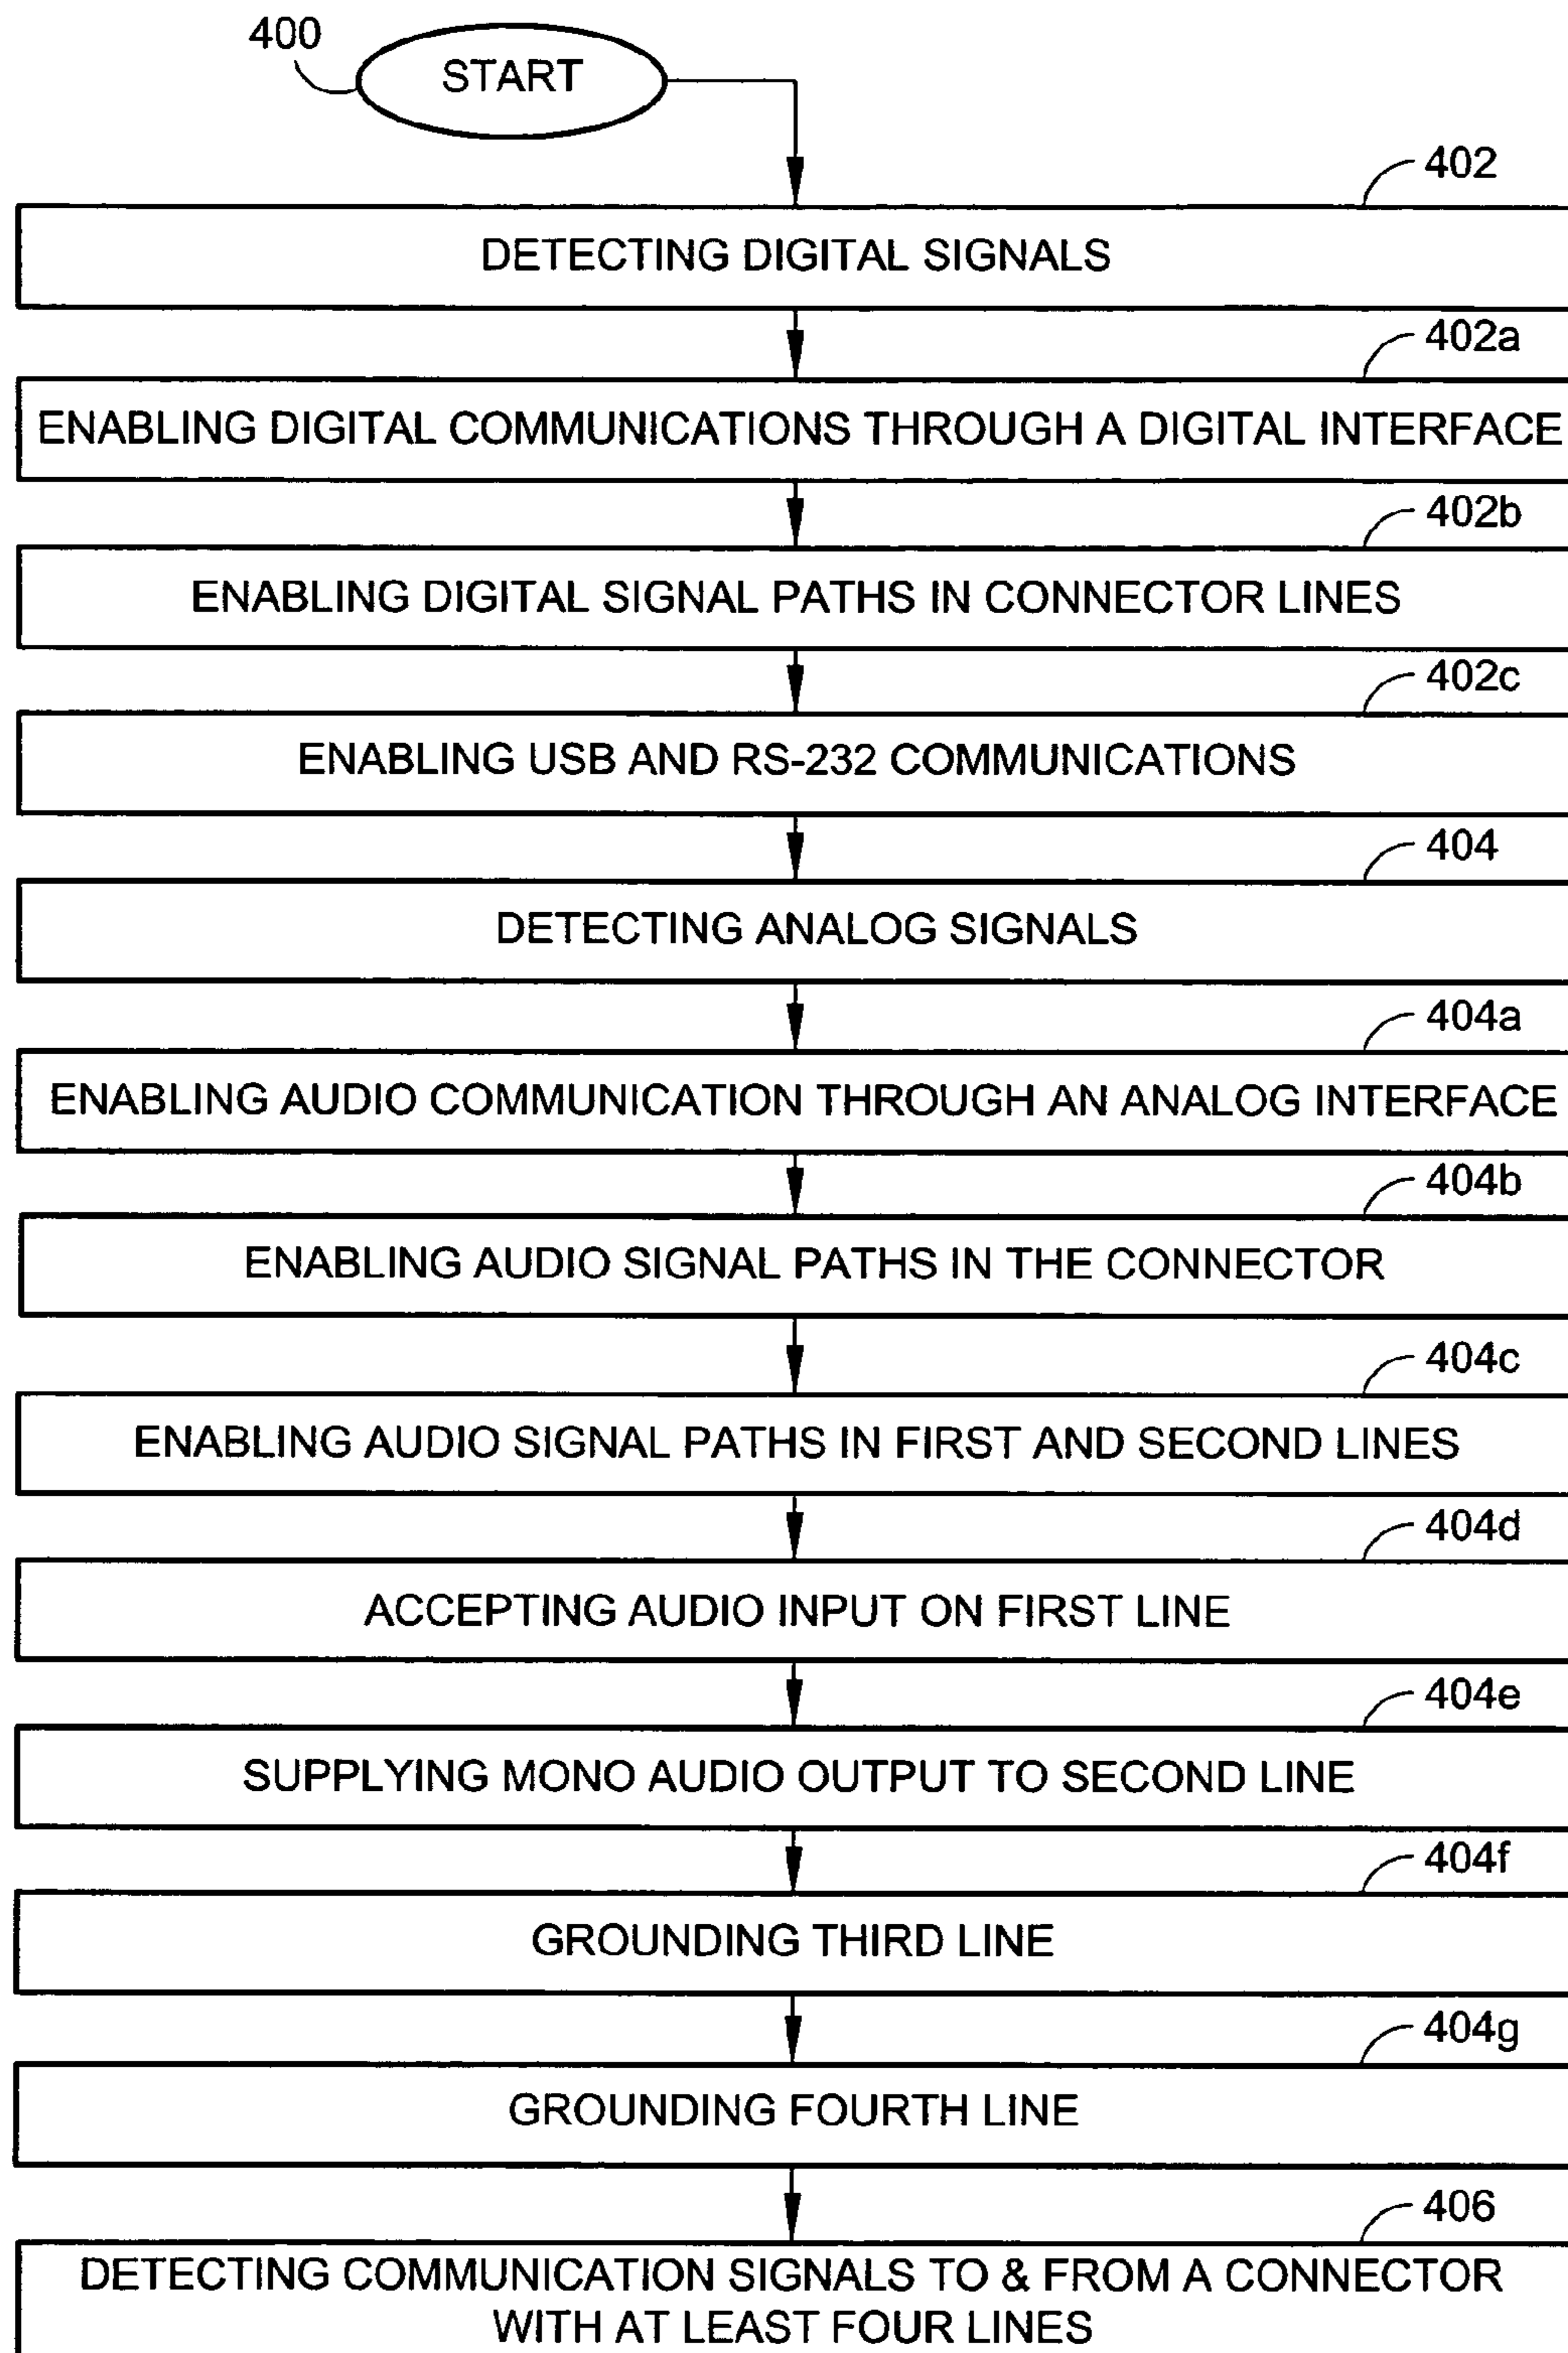 400
START
402
DETECTING DIGITAL SIGNALS
402a
ENABLING DIGITAL COMMUNICATIONS THROUGH A DIGITAL INTERFACE
402b
ENABLING DIGITAL SIGNAL PATHS IN CONNECTOR LINES
402c
ENABLING USB AND RS-232 COMMUNICATIONS
404
DETECTING ANALOG SIGNALS
404a
ENABLING AUDIO COMMUNICATION THROUGH AN ANALOG INTERFACE
404b
ENABLING AUDIO SIGNAL PATHS IN THE CONNECTOR
404c
ENABLING AUDIO SIGNAL PATHS IN FIRST AND SECOND LINES
404d
ACCEPTING AUDIO INPUT ON FIRST LINE
404e
SUPPLYING MONO AUDIO OUTPUT TO SECOND LINE
404f
GROUNDING THIRD LINE
404g
GROUNDING FOURTH LINE
406
DETECTING COMMUNICATION SIGNALS TO & FROM A CONNECTOR
WITH AT LEAST FOUR LINES